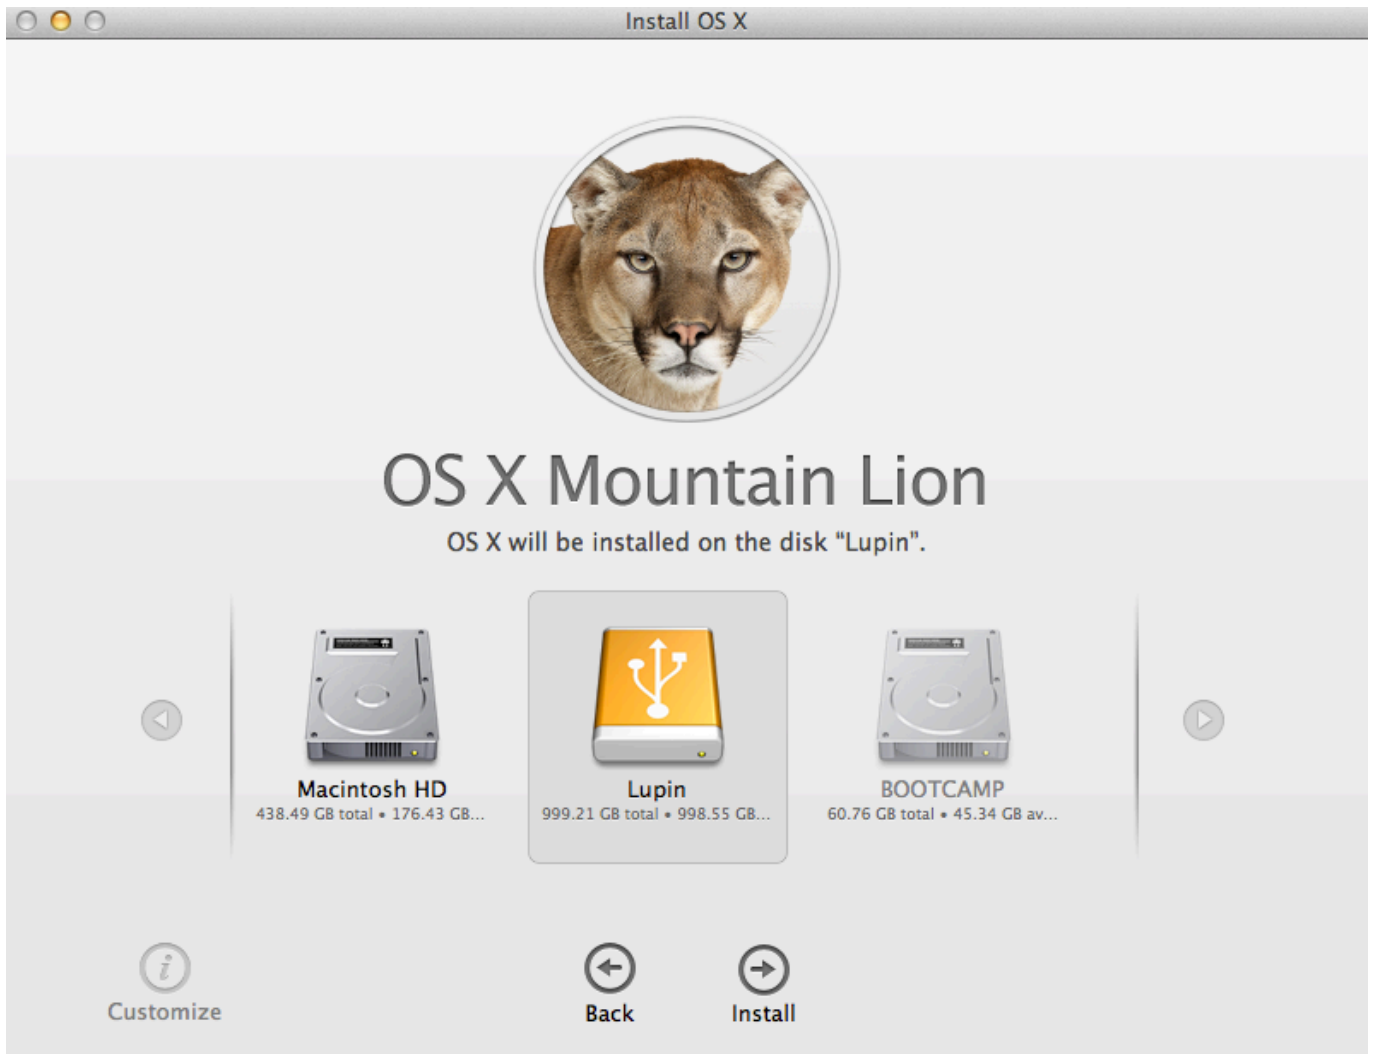 Install OS X
OS X Mountain Lion
OS X will be installed on the disk “Lupin”.
Macintosh HD
438.49 GB total • 176.43 GB...
Lupin
999.21 GB total • 998.55 GB...
BOOTCAMP
60.76 GB total • 45.34 GB av...
Customize
Back
Install